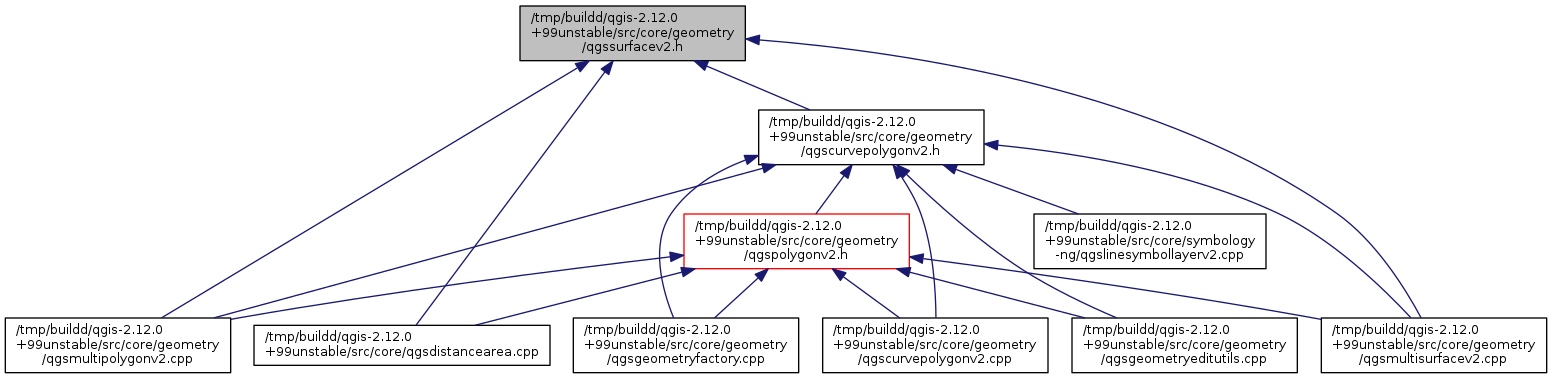 /tmp/buildd/qgis-2.12.0
+99unstable/src/core/geometry
/qgssurfacev2.h
/tmp/buildd/qgis-2.12.0
+99unstable/src/core/geometry
/qgscurvepolygonv2.h
/tmp/buildd/qgis-2.12.0
+99unstable/src/core/geometry
/qgspolygonv2.h
/tmp/buildd/qgis-2.12.0
+99unstable/src/core/symbology
-ng/qgslinesymbollayerv2.cpp
/tmp/buildd/qgis-2.12.0
+99unstable/src/core/geometry
/qgsmultipolygonv2.cpp
/tmp/buildd/qgis-2.12.0
+99unstable/src/core/qgsdistancearea.cpp
/tmp/buildd/qgis-2.12.0
+99unstable/src/core/geometry
/qgsgeometryfactory.cpp
/tmp/buildd/qgis-2.12.0
+99unstable/src/core/geometry
/qgscurvepolygonv2.cpp
/tmp/buildd/qgis-2.12.0
+99unstable/src/core/geometry
/qgsgeometryeditutils.cpp
/tmp/buildd/qgis-2.12.0
+99unstable/src/core/geometry
/qgsmultisurfacev2.cpp